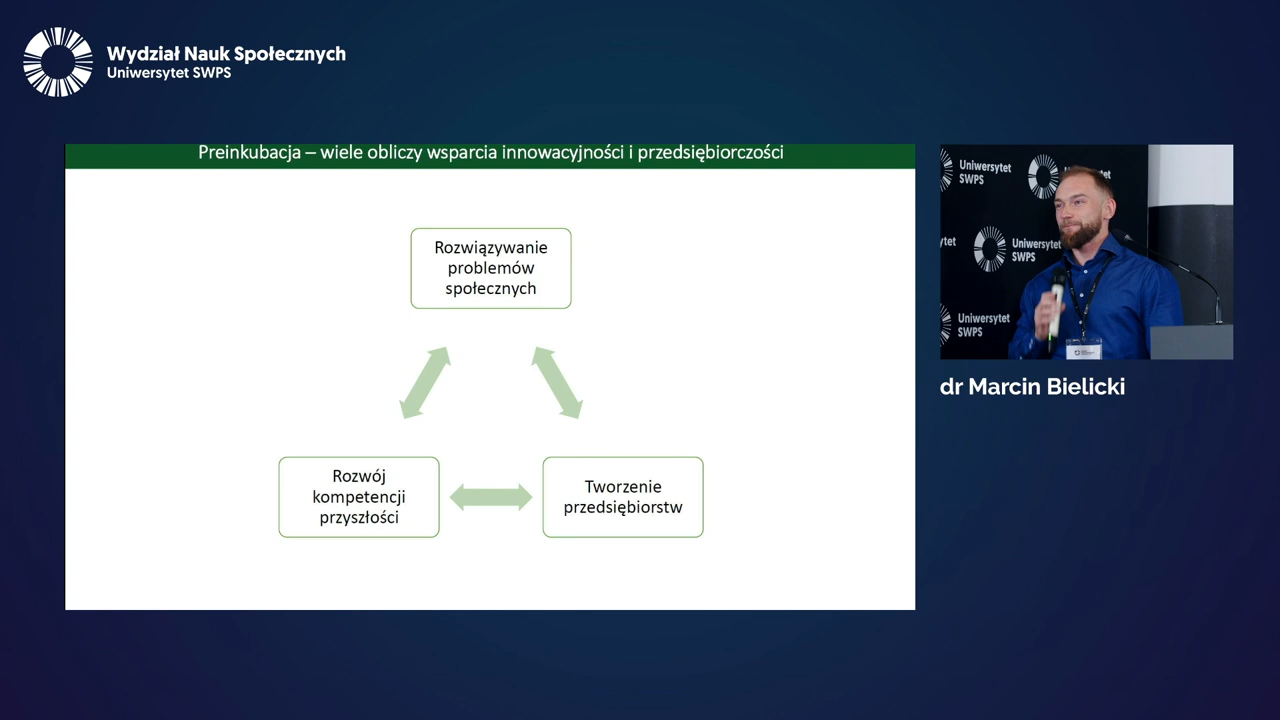 Wydział Nauk Społecznych
Uniwersytet SWPS
Preinkubacja – wiele obliczy wsparcia innowacyjności i przedsiębiorczości
Rozwiązywanie
problemów
społecznych
Rozwój
kompetencji
przyszłości
Tworzenie
przedsiębiorstw
Uniwersytet
SWPS
Uniwersytet
SWPS
Uniwersytet
SWPS
dr Marcin Bielicki